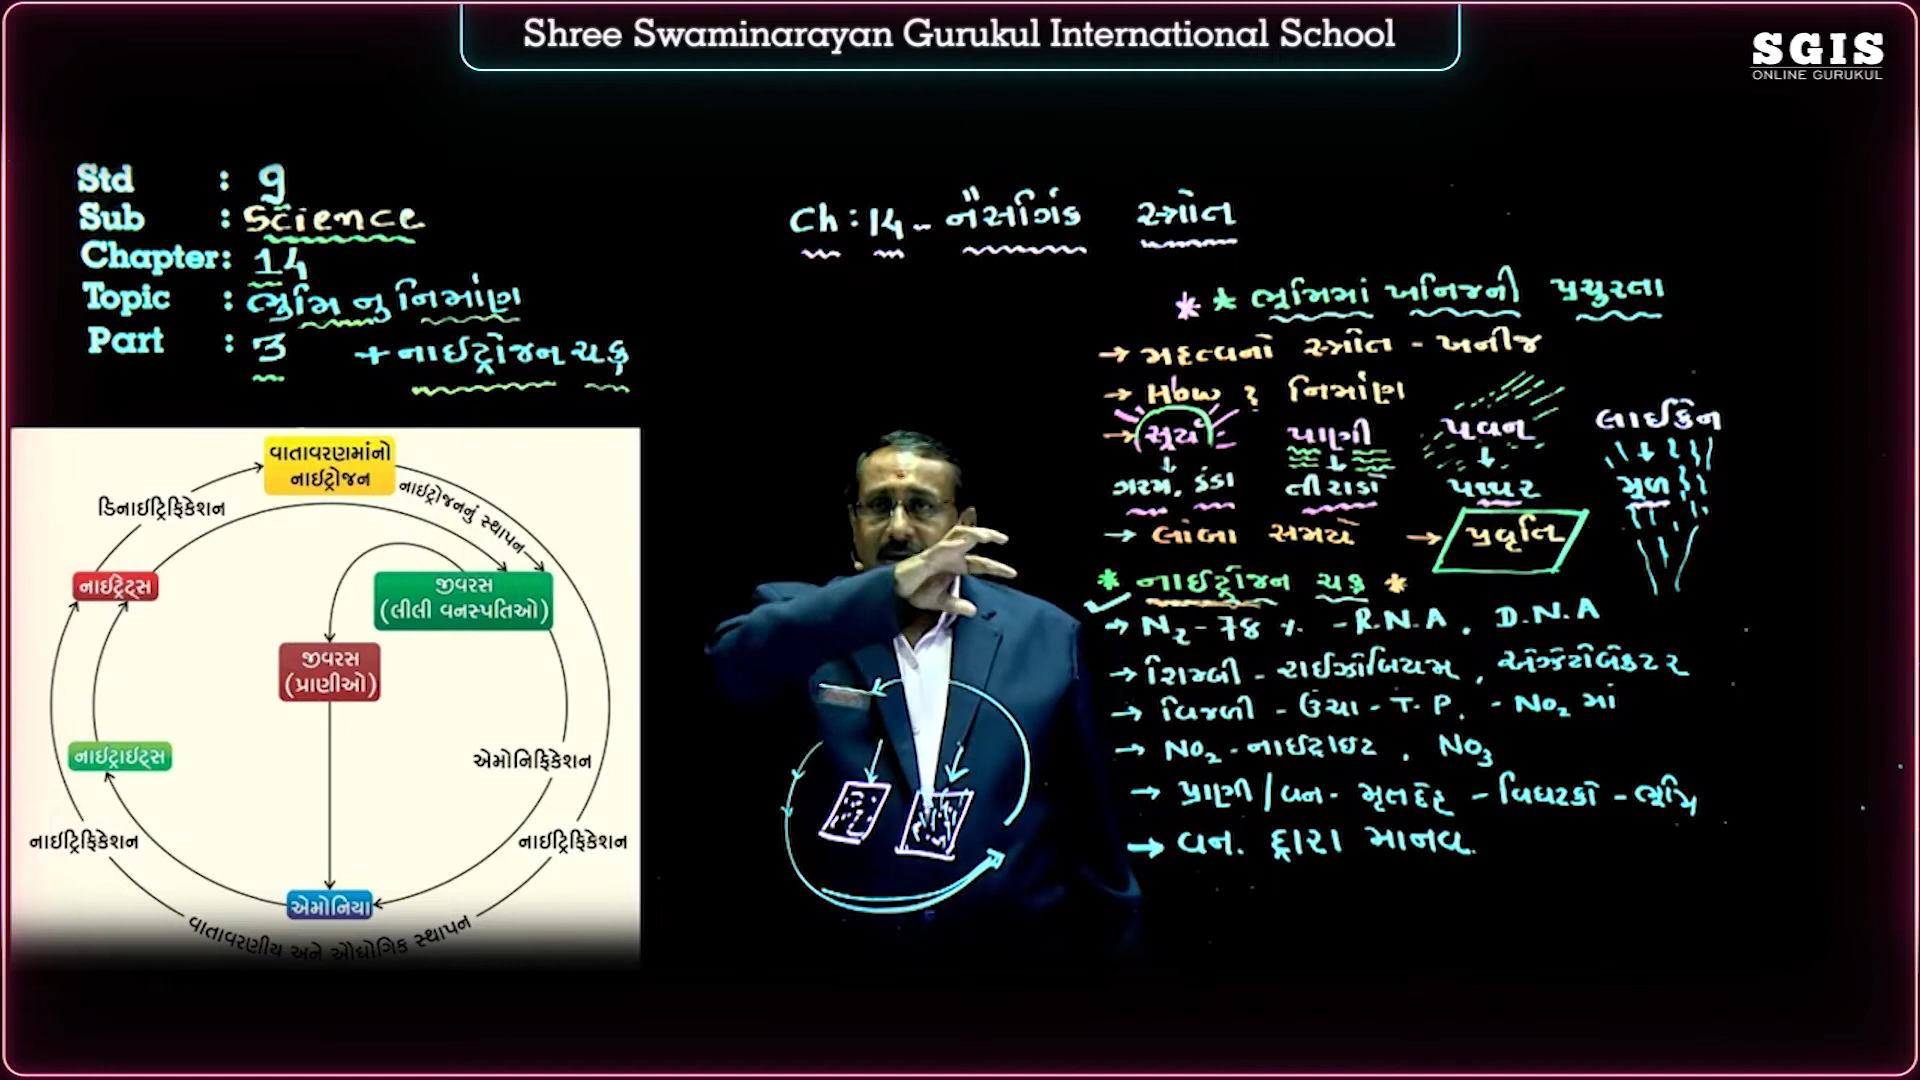 Shree Swaminarayan Gurukul International School
SGIS
ONLINE GURUKUL
Std : 9
Sub : Science
Chapter : 14
Topic : ભુમિ નુ નિર્માણ
Part : 3 + નાઈટ્રોજન ચક્ર
Ch : 14 - નૈસર્ગિક સ્ત્રોત
* * ભૂમિમાં ખનિજની પ્રચુરતા
→ મહત્વનો સ્ત્રોત - ખનીજ
→ How ? નિર્માણ
→ સૂર્ય પાણી પવન લાઈકેન
ગરમ, ઠંડા તીરાડો પથ્થર મૂળ
→ લાંબા સમયે → પ્રવૃત્તિ
* નાઈટ્રોજન ચક્ર *
→ N2 - 78 % - R.N.A , D.N.A
→ શિમ્બી - રાઈઝોબિયમ , એઝેટોબેક્ટર
→ વિજળી - ઉંચા - T. P. - NO2 માં
→ NO2 - નાઈટ્રાઇટ , NO3
→ પ્રાણી / વન - મૃતદેહ - વિઘટકો - ભૂમિ
→ વન. દ્વારા માનવ.
વાતાવરણમાંનો
નાઈટ્રોજન
ડિનાઈટ્રિફિકેશન
નાઈટ્રોજનનું સ્થાપન
નાઈટ્રેટ્સ
જીવરસ
(લીલી વનસ્પતિઓ)
જીવરસ
(પ્રાણીઓ)
નાઈટ્રાઈટ્સ
એમોનિફિકેશન
નાઈટ્રિફિકેશન
નાઈટ્રિફિકેશન
એમોનિયા
વાતાવરણીય અને ઔદ્યોગિક સ્થાપન